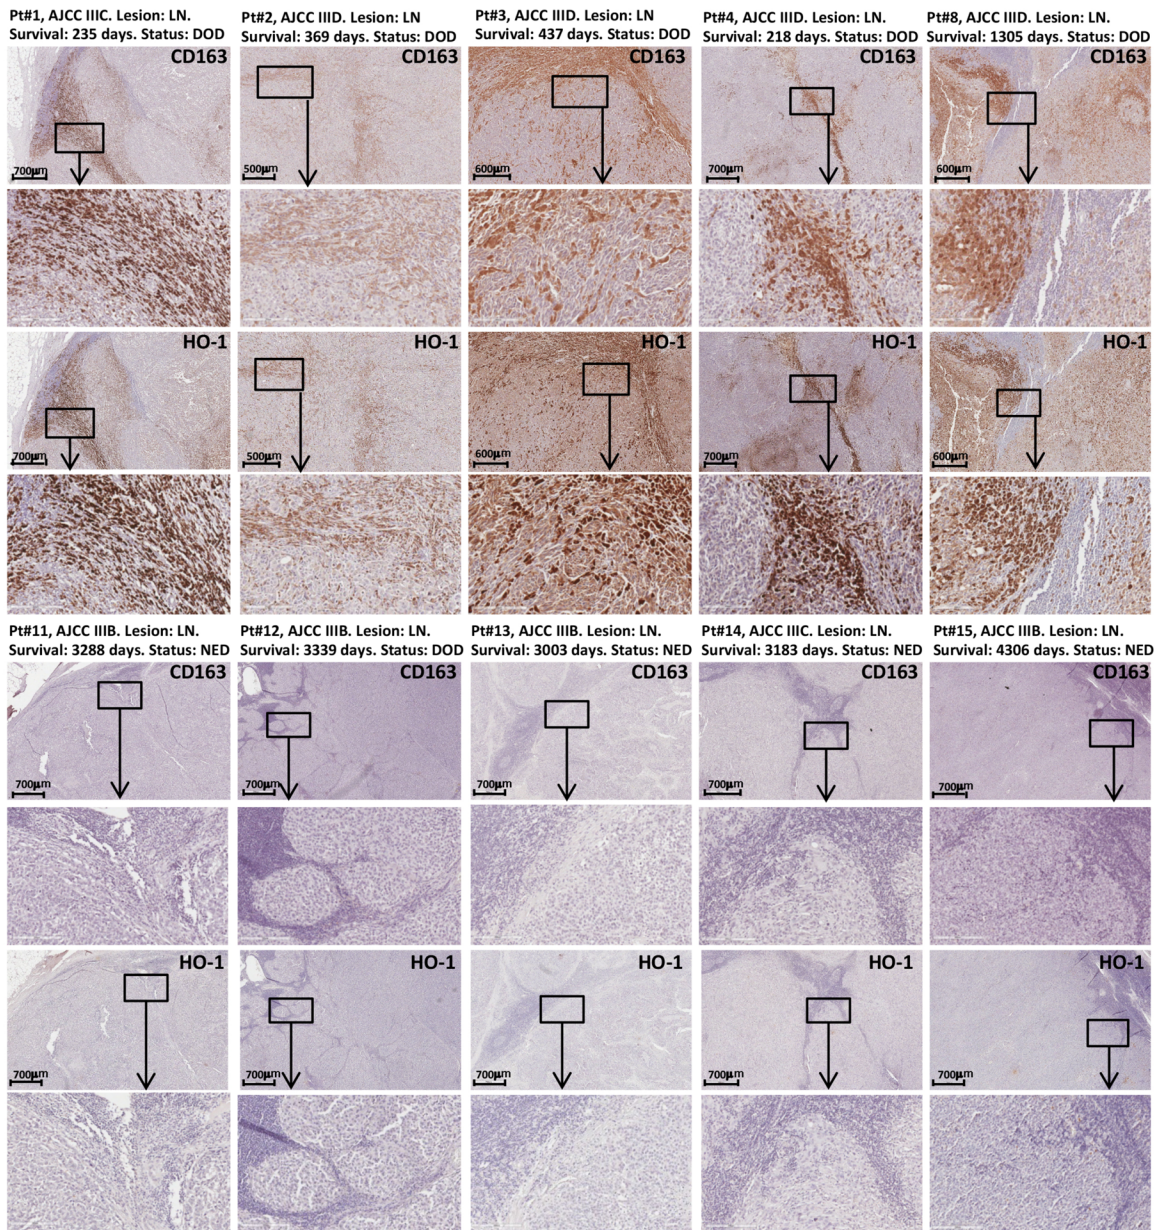 Pt#1, AJCC IIIC. Lesion: LN.
Survival: 235 days. Status: DOD
Pt#2, AJCC IIID. Lesion: LN
Survival: 369 days. Status: DOD
Pt#3, AJCC IIID. Lesion: LN
Survival: 437 days. Status: DOD
Pt#4, AJCC IIID. Lesion: LN.
Survival: 218 days. Status: DOD
Pt#8, AJCC IIID. Lesion: LN.
Survival: 1305 days. Status: DOD
CD163
CD163
CD163
CD163
CD163
700µm
500µm
600µm
700µm
600µm
HO-1
HO-1
HO-1
HO-1
HO-1
700µm
500µm
600µm
700µm
600µm
Pt#11, AJCC IIIB. Lesion: LN.
Survival: 3288 days. Status: NED
Pt#12, AJCC IIIB. Lesion: LN.
Survival: 3339 days. Status: DOD
Pt#13, AJCC IIIB. Lesion: LN.
Survival: 3003 days. Status: NED
Pt#14, AJCC IIIC. Lesion: LN.
Survival: 3183 days. Status: NED
Pt#15, AJCC IIIB. Lesion: LN.
Survival: 4306 days. Status: NED
CD163
CD163
CD163
CD163
CD163
700µm
700µm
700µm
700µm
700µm
HO-1
HO-1
HO-1
HO-1
HO-1
700µm
700µm
700µm
700µm
700µm